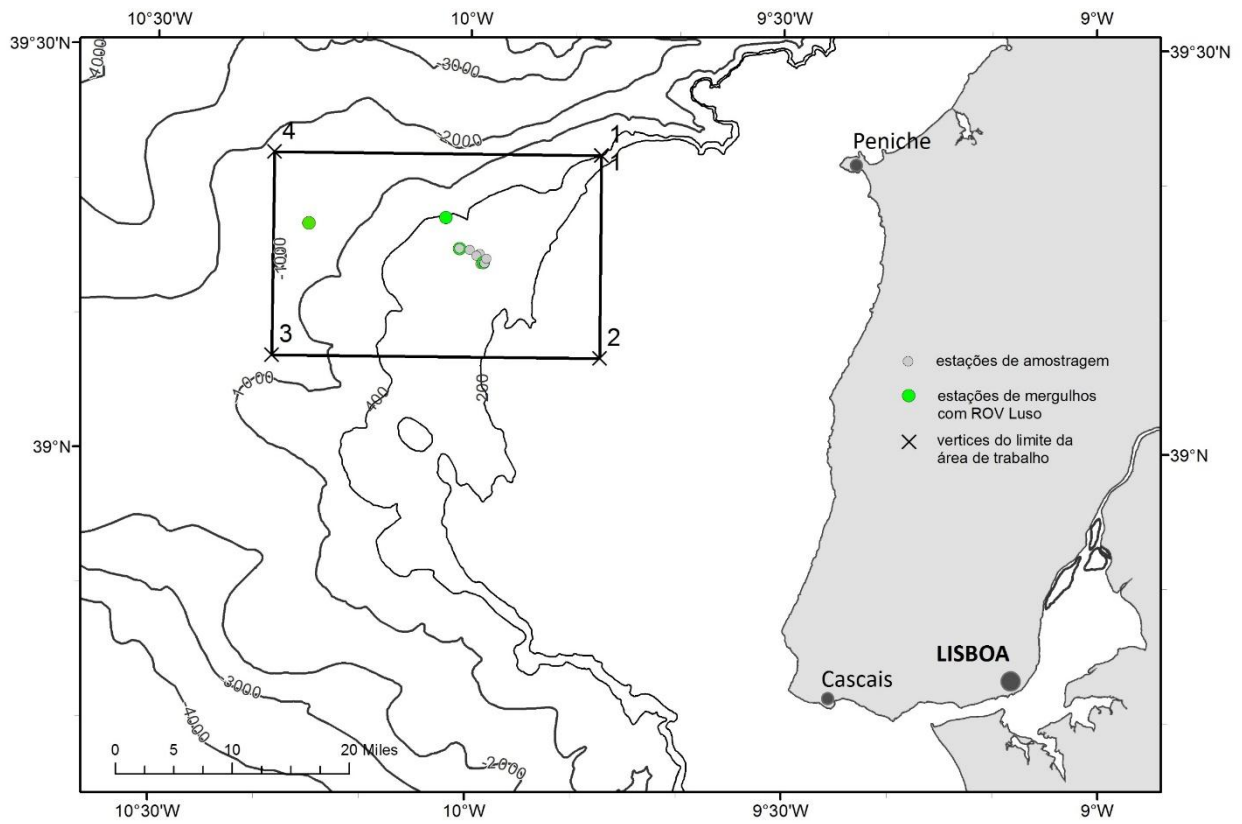 10°30'W 10°W 9°30'W 9°W
39°30'N 39°30'N
-4000
-3000
-2000
4 1
1
Peniche
-1000
3 2
estações de amostragem
-1000
400
200
estações de mergulhos
com ROV Luso
vertices do limite da
área de trabalho
39°N 39°N
LISBOA
Cascais
-3000
-4000
-2000
0 5 10 20 Miles
10°30'W 10°W 9°30'W 9°W